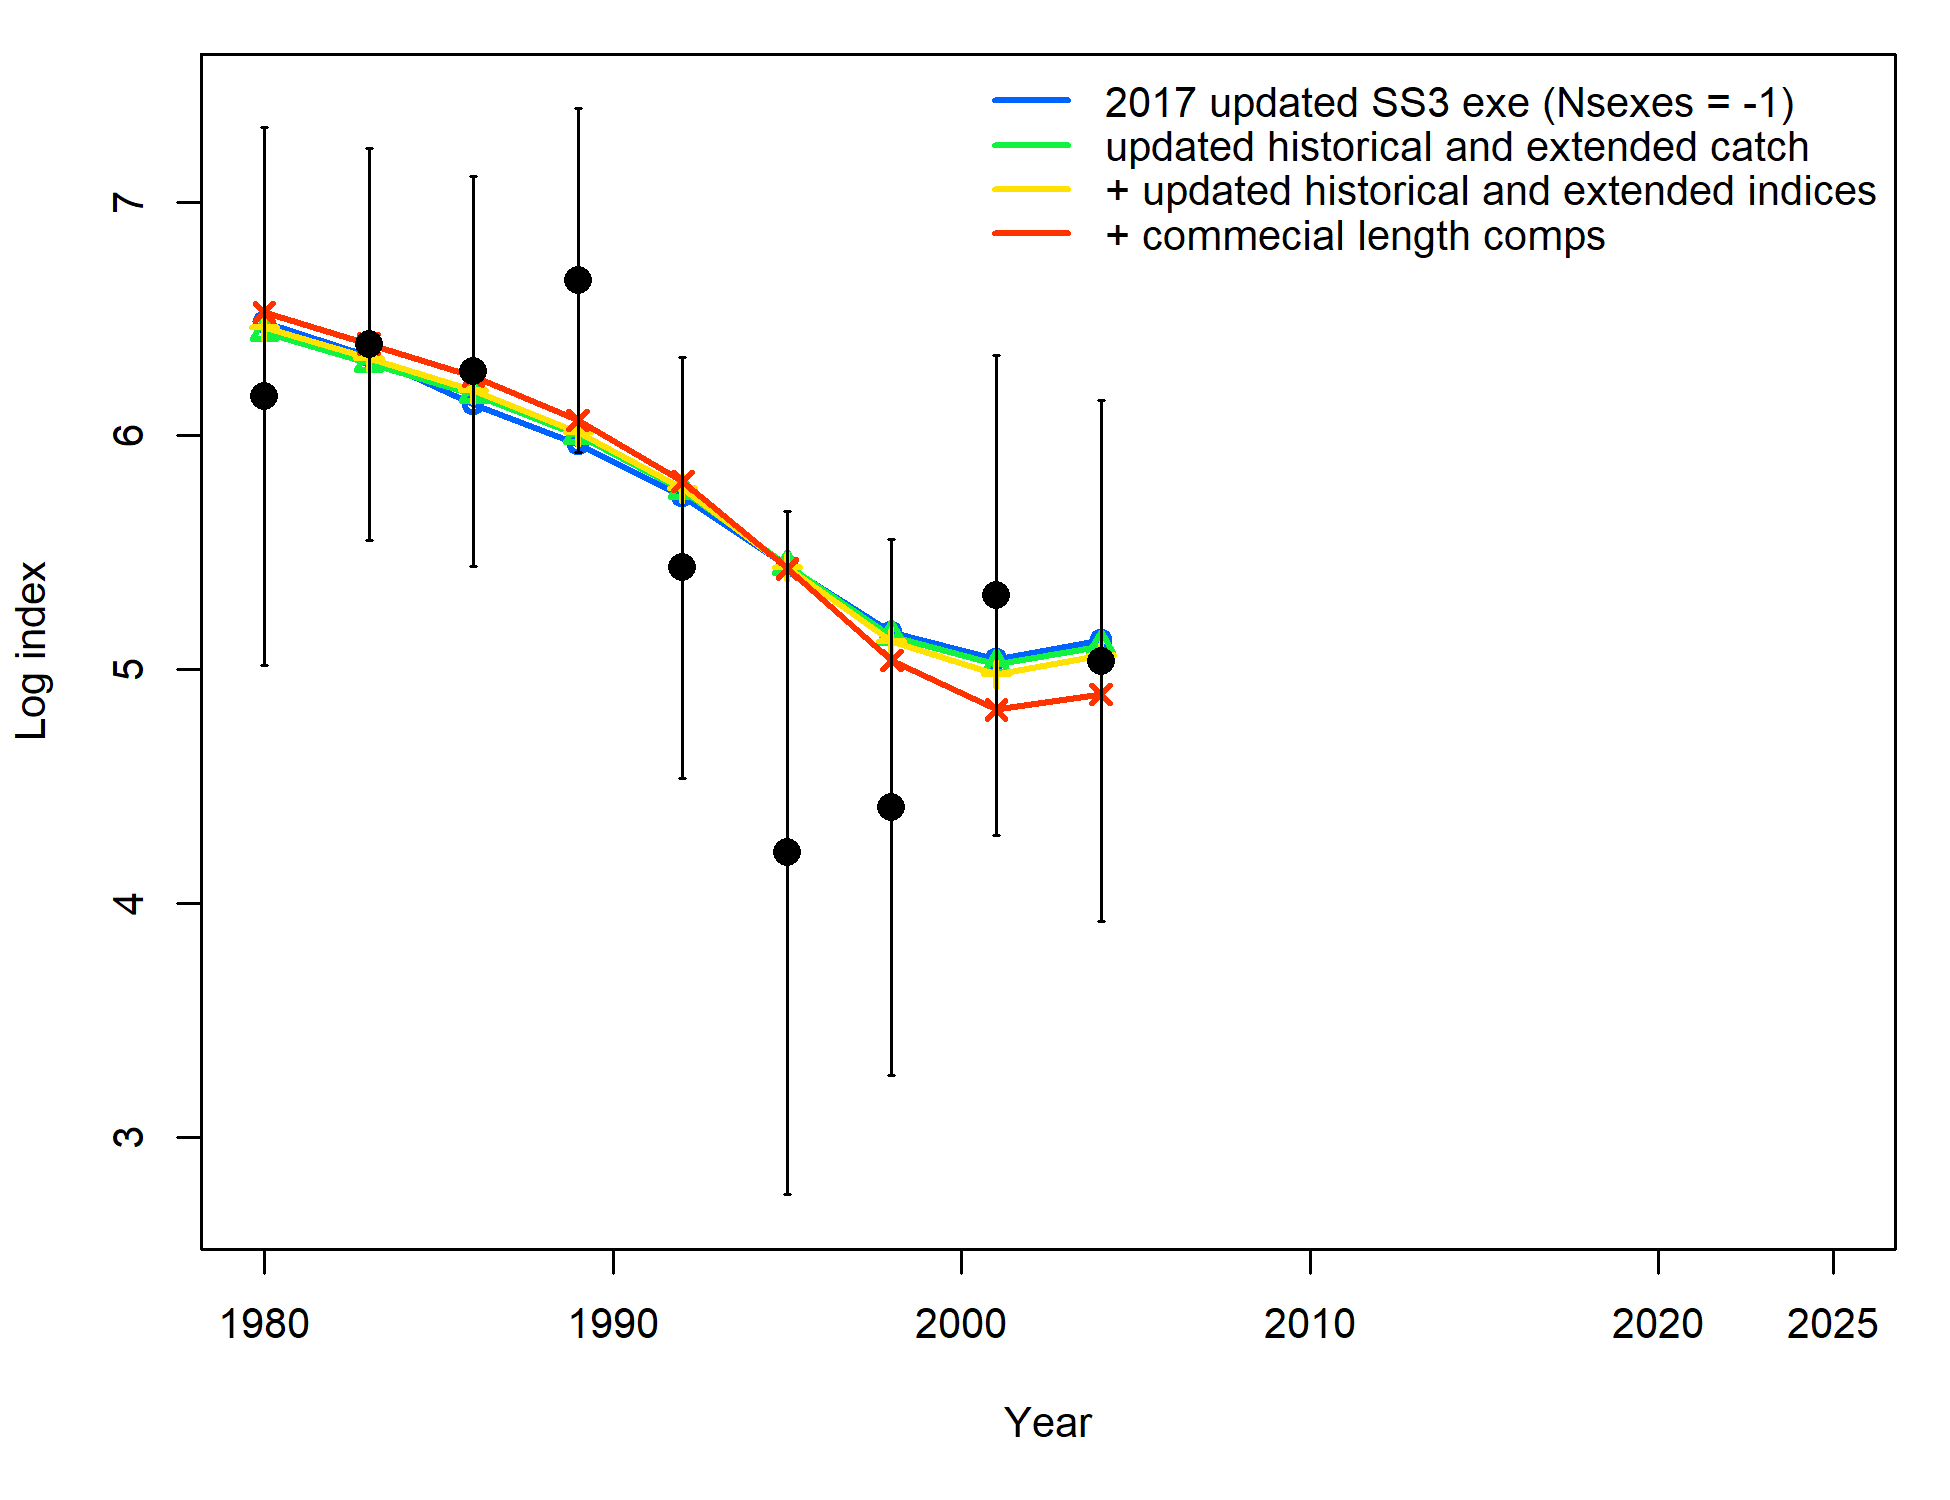 2017 updated SS3 exe (Nsexes = -1)
updated historical and extended catch
+ updated historical and extended indices
+ commecial length comps
7
6
5
4
3
Log index
1980 1990 2000 2010 2020 2025
Year